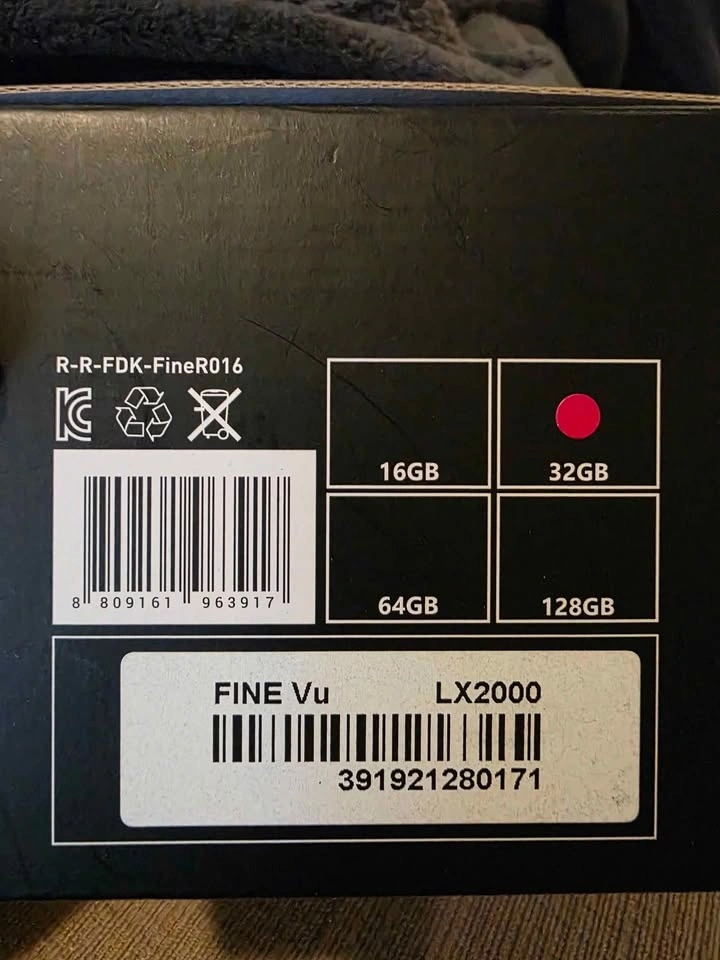 R-R-FDK-FineR016
16GB
32GB
8 809161 963917
64GB
128GB
FINE Vu LX2000
391921280171